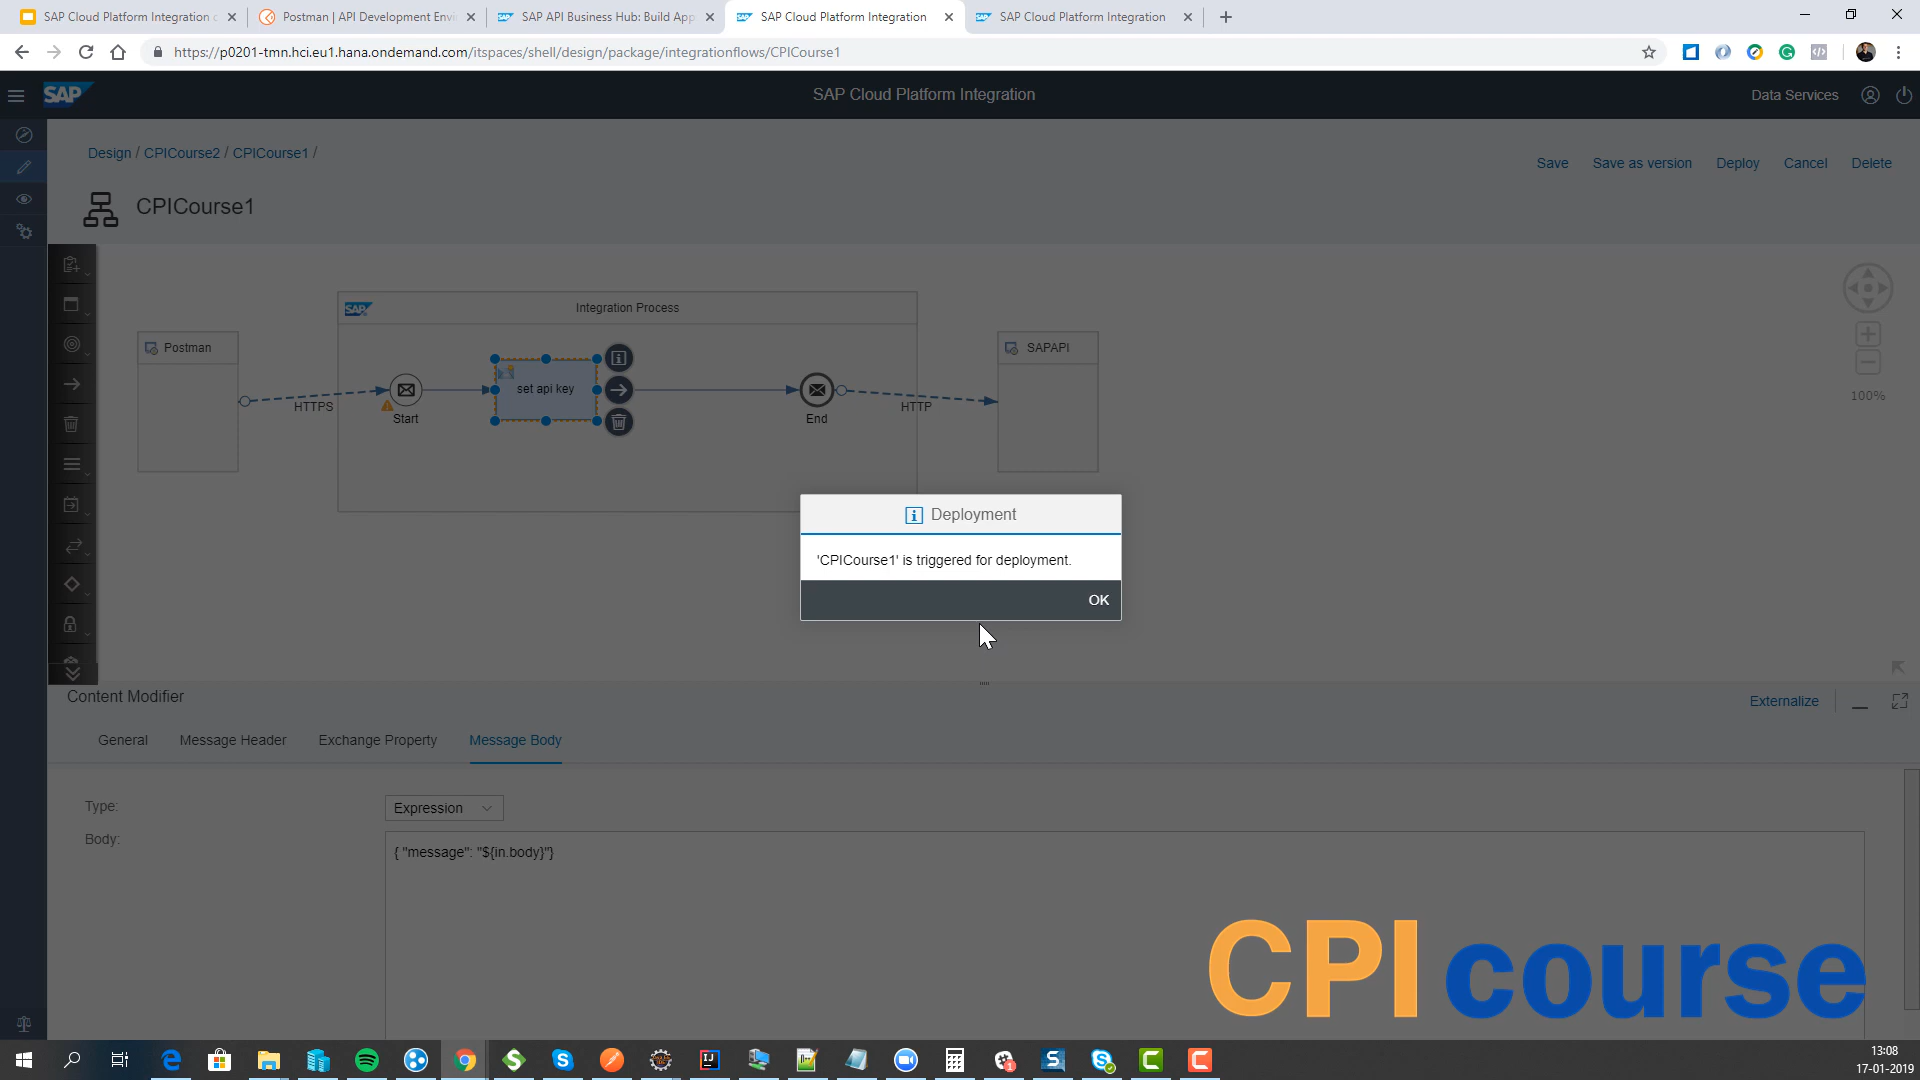 SAP Cloud Platform Integration c
Postman | API Development Envi
SAP API Business Hub: Build App
SAP Cloud Platform Integration
SAP Cloud Platform Integration
https://p0201-tmn.hci.eu1.hana.ondemand.com/itspaces/shell/design/package/integrationflows/CPICourse1
SAP
SAP Cloud Platform Integration
Data Services
Design / CPICourse2 / CPICourse1 /
Save
Save as version
Deploy
Cancel
Delete
CPICourse1
SAP
Integration Process
Postman
SAPAPI
set api key
HTTPS
Start
End
HTTP
100%
Deployment
'CPICourse1' is triggered for deployment.
OK
Content Modifier
Externalize
General
Message Header
Exchange Property
Message Body
Type:
Expression
Body:
{ "message": "${in.body}"}
CPI course
13:08
17-01-2019